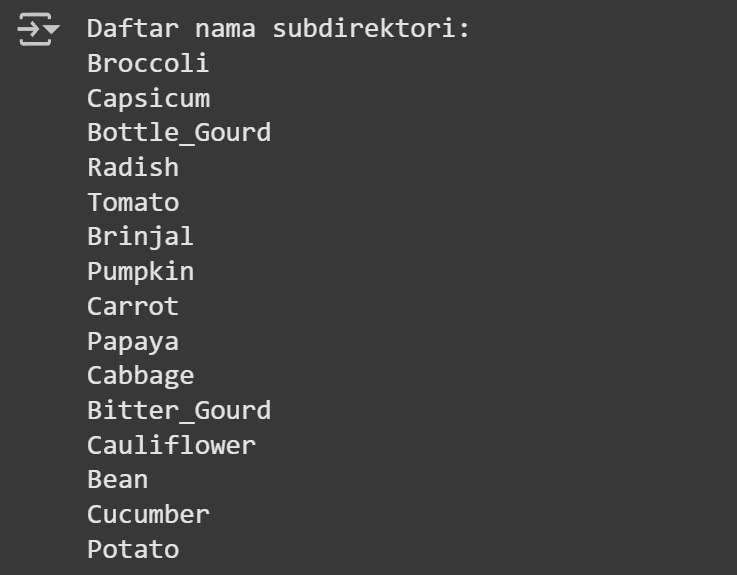 Daftar nama subdirektori:
Broccoli
Capsicum
Bottle_Gourd
Radish
Tomato
Brinjal
Pumpkin
Carrot
Papaya
Cabbage
Bitter_Gourd
Cauliflower
Bean
Cucumber
Potato